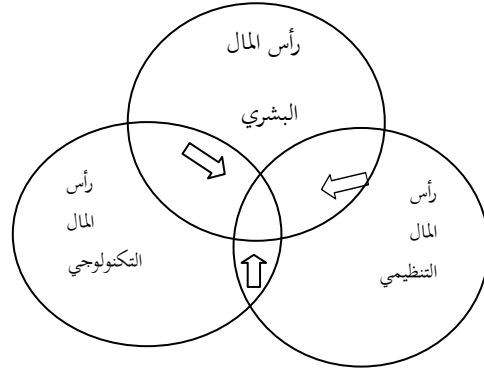 رأس المال
البشري
رأس
المال
التنظيمي
رأس
المال
التكنولوجي